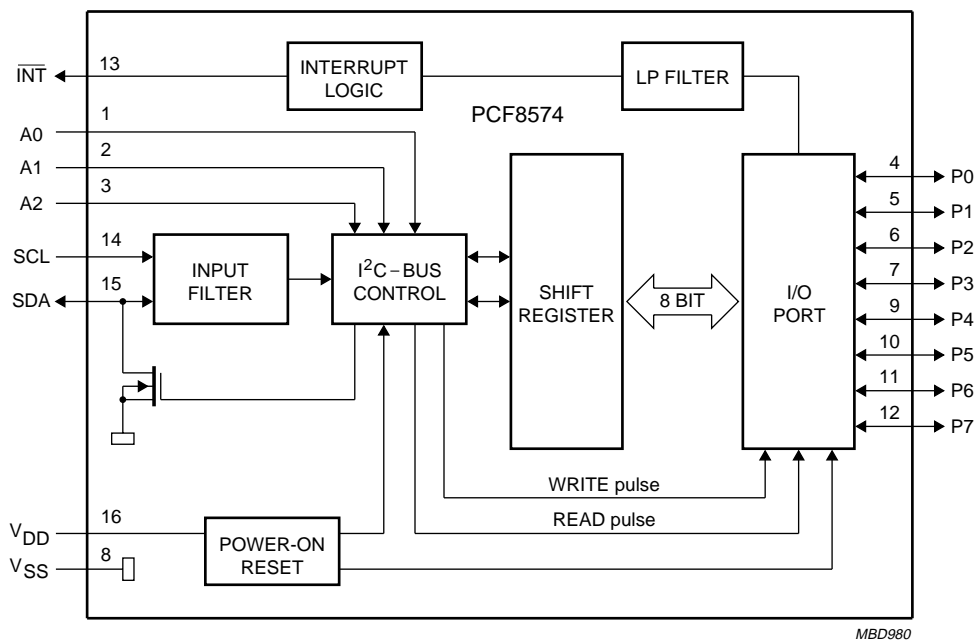 INT
13
INTERRUPT
LOGIC
LP FILTER
PCF8574
A0
1
A1
2
A2
3
SCL
14
SDA
15
INPUT
FILTER
I²C–BUS
CONTROL
SHIFT
REGISTER
8 BIT
I/O
PORT
4
P0
5
P1
6
P2
7
P3
9
P4
10
P5
11
P6
12
P7
WRITE pulse
READ pulse
VDD
16
VSS
8
POWER-ON
RESET
MBD980